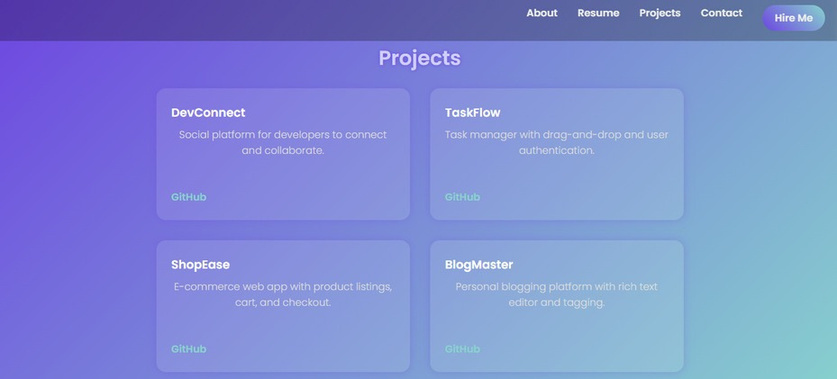 About Resume Projects Contact Hire Me
Projects
DevConnect
Social platform for developers to connect
and collaborate.
GitHub
TaskFlow
Task manager with drag-and-drop and user
authentication.
GitHub
ShopEase
E-commerce web app with product listings,
cart, and checkout.
GitHub
BlogMaster
Personal blogging platform with rich text
editor and tagging.
GitHub